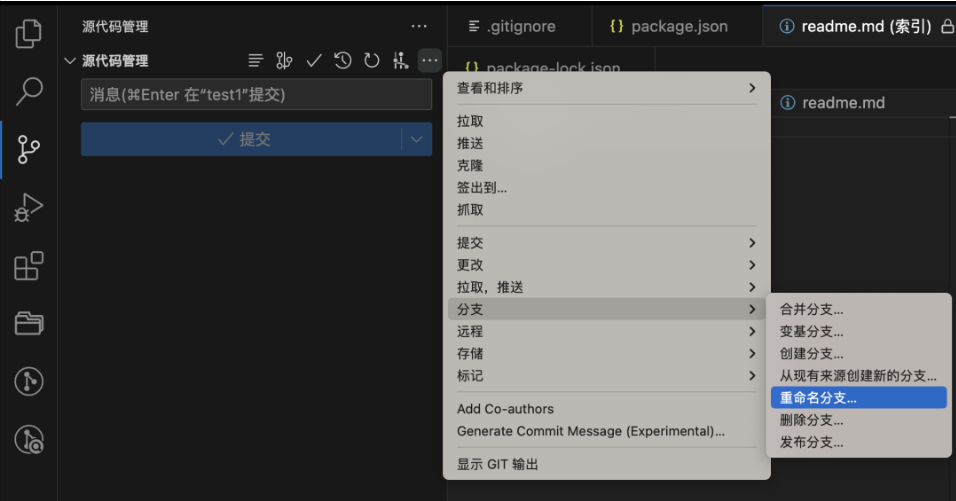 源代码管理
.gitignore
{} package.json
readme.md (索引)
源代码管理
{} package-lock.json
消息(⌘Enter 在“test1”提交)
提交
readme.md
查看和排序
拉取
推送
克隆
签出到...
抓取
提交
更改
拉取，推送
分支
远程
存储
标记
Add Co-authors
Generate Commit Message (Experimental)...
显示 GIT 输出
合并分支...
变基分支...
创建分支...
从现有来源创建新的分支...
重命名分支...
删除分支...
发布分支...